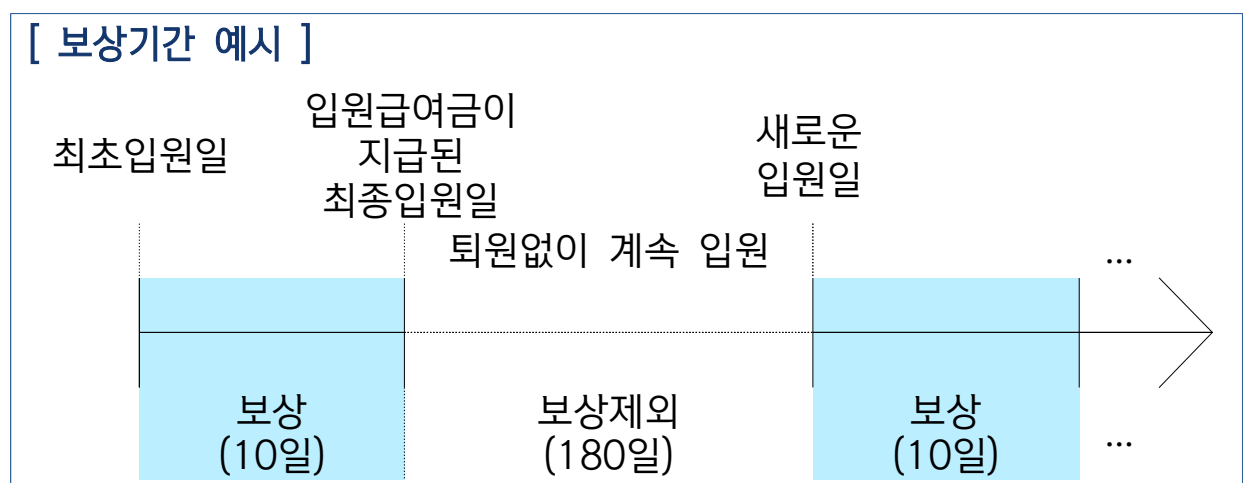 [ 보상기간 예시 ]
최초입원일
입원급여금이
지급된
최종입원일
새로운
입원일
퇴원없이 계속 입원
...
보상
(10일)
보상제외
(180일)
보상
(10일)
...